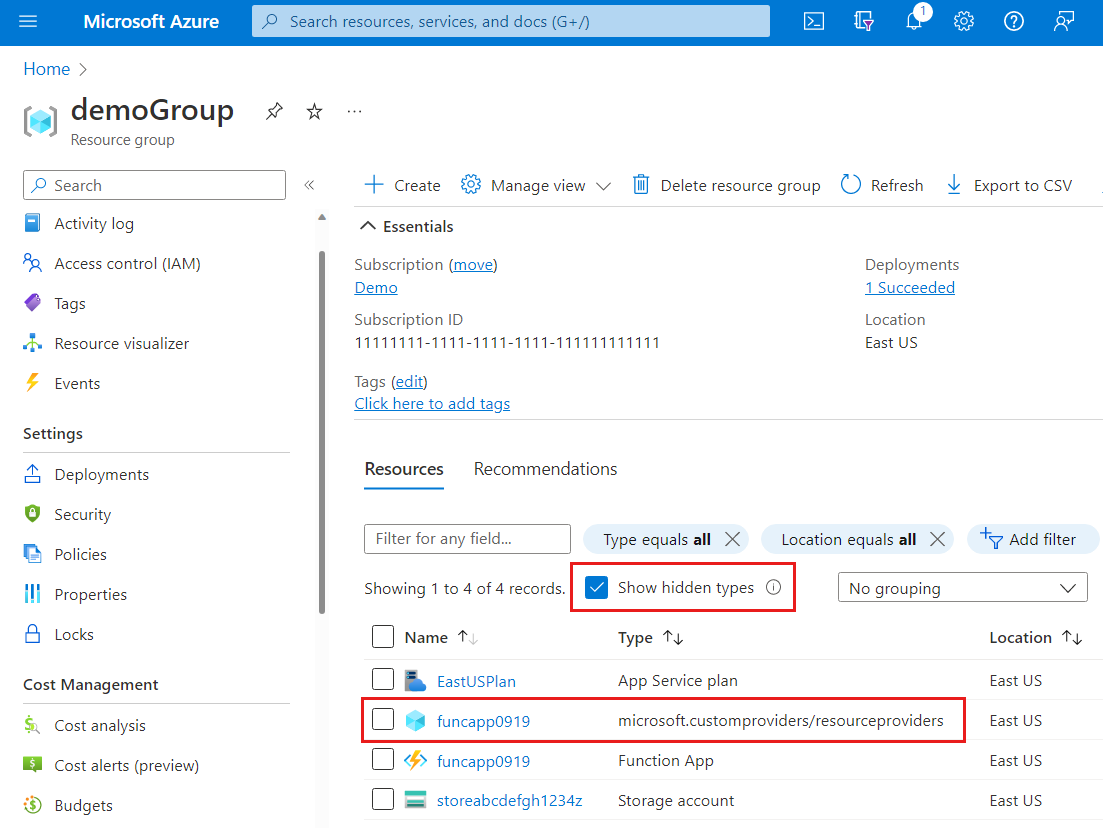 Microsoft Azure
Search resources, services, and docs (G+/)
1
Home
demoGroup
...
Resource group
Search
«
Activity log
Access control (IAM)
Tags
Resource visualizer
Events
Settings
Deployments
Security
Policies
Properties
Locks
Cost Management
Cost analysis
Cost alerts (preview)
Budgets
Create Manage view Delete resource group Refresh Export to CSV
Essentials
Subscription (move)
Demo
Subscription ID
11111111-1111-1111-1111-111111111111
Tags (edit)
Click here to add tags
Deployments
1 Succeeded
Location
East US
Resources Recommendations
Filter for any field... Type equals all Location equals all Add filter
Showing 1 to 4 of 4 records. Show hidden types No grouping
Name Type Location
EastUSPlan App Service plan East US
funcapp0919 microsoft.customproviders/resourceproviders East US
funcapp0919 Function App East US
storeabcdefgh1234z Storage account East US